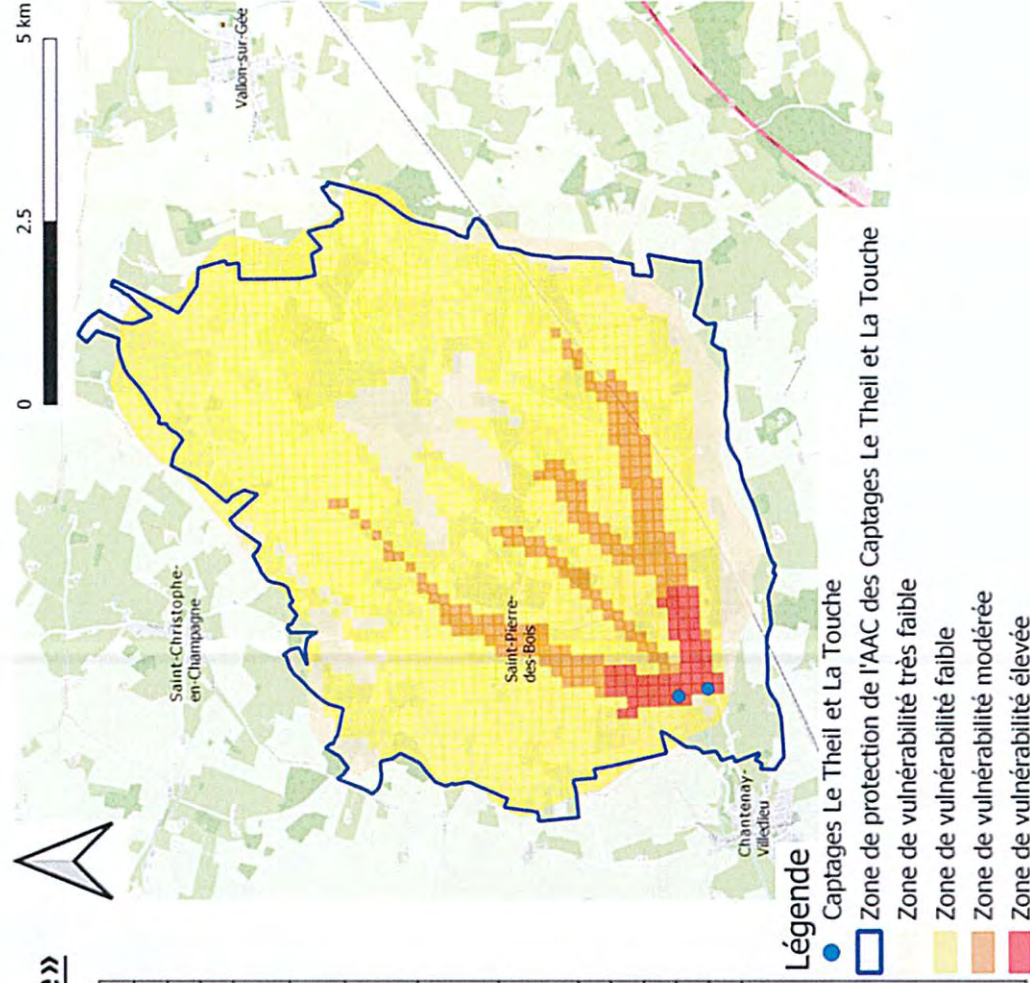 e»
0 2.5 5 km
Vallon-sur-Gée
Saint-Christophe-
en-Champagne
Saint-Pierre-
des-Bois
Chantenay-
Villedieu
Légende
Captages Le Theil et La Touche
Zone de protection de l'AAC des Captages Le Theil et La Touche
Zone de vulnérabilité très faible
Zone de vulnérabilité faible
Zone de vulnérabilité modérée
Zone de vulnérabilité élevée